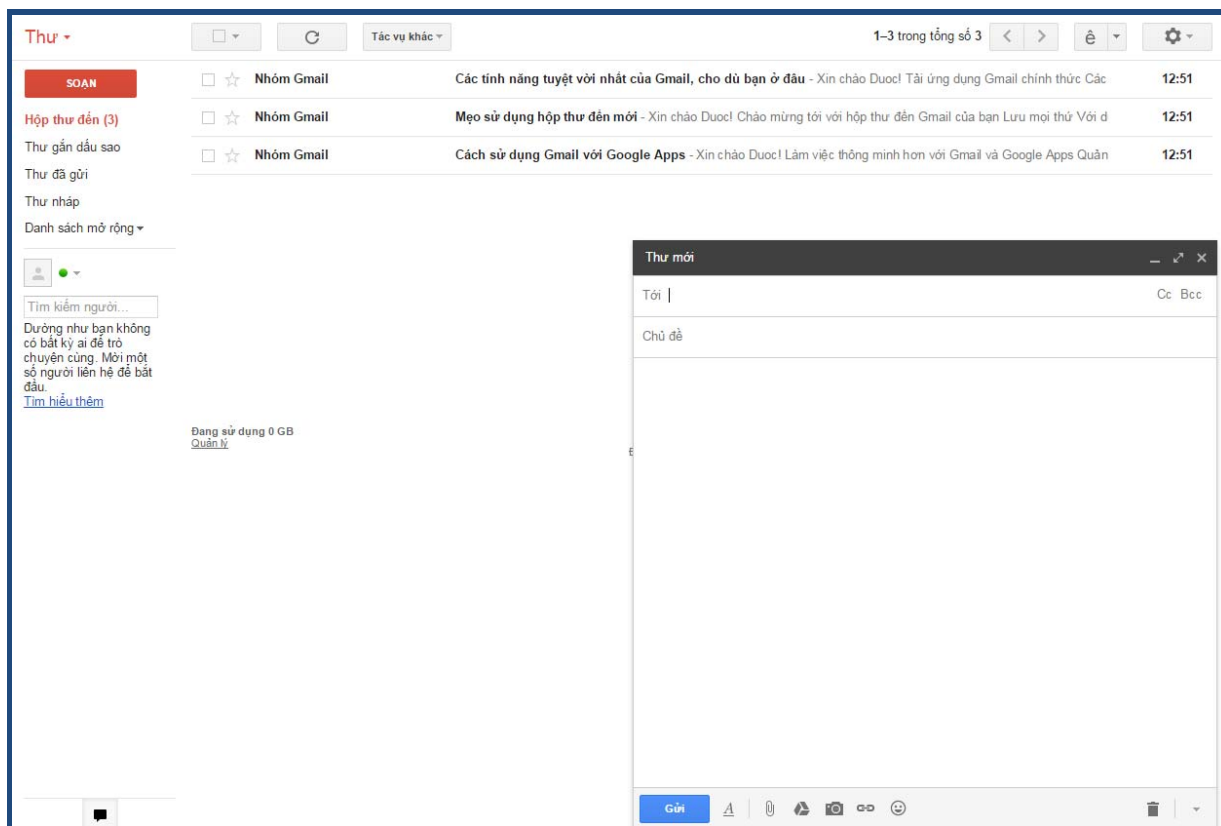 Thư
Tác vụ khác
1–3 trong tổng số 3
ê
SOẠN
Hộp thư đến (3)
Thư gắn dấu sao
Thư đã gửi
Thư nháp
Danh sách mở rộng
Tìm kiếm người...
Dường như bạn không
có bất kỳ ai để trò
chuyện cùng. Mời một
số người liên hệ để bắt
đầu.
Tìm hiểu thêm
Nhóm Gmail Các tính năng tuyệt vời nhất của Gmail, cho dù bạn ở đâu - Xin chào Duoc! Tải ứng dụng Gmail chính thức Các 12:51
Nhóm Gmail Mẹo sử dụng hộp thư đến mới - Xin chào Duoc! Chào mừng tới với hộp thư đến Gmail của bạn Lưu mọi thứ Với d 12:51
Nhóm Gmail Cách sử dụng Gmail với Google Apps - Xin chào Duoc! Làm việc thông minh hơn với Gmail và Google Apps Quản 12:51
Đang sử dụng 0 GB
Quản lý
Thư mới
Tới Cc Bcc
Chủ đề
Gửi A